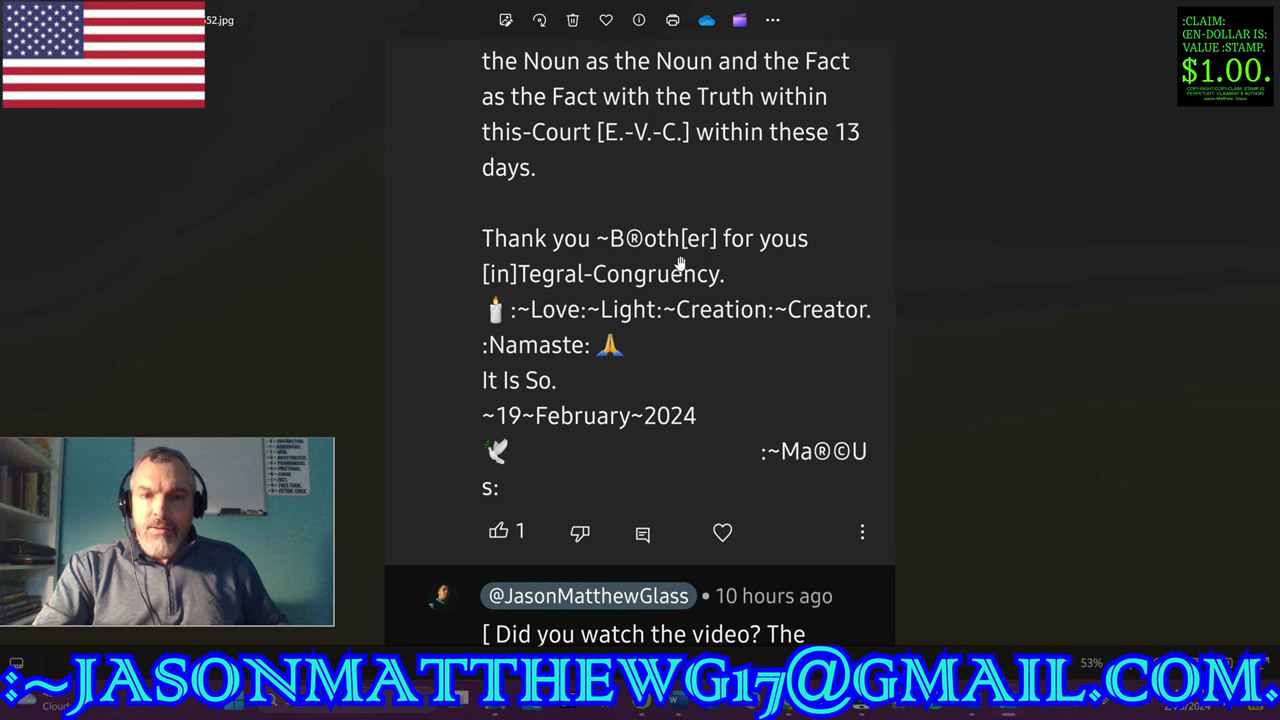 52.jpg
:CLAIM:
ŒN-DOLLAR IS:
VALUE :STAMP.
$1.00.
the Noun as the Noun and the Fact
as the Fact with the Truth within
this-Court [E.-V.-C.] within these 13
days.
Thank you ~B®oth[er] for yous
[in]Tegral-Congruency.
🕯️:~Love:~Light:~Creation:~Creator.
:Namaste: 🙏
It Is So.
~19~February~2024
🕊️ :~Ma®©U
s:
1
@JasonMatthewGlass • 10 hours ago
[ Did you watch the video? The
53%
:~JASONMATTHEWG17@GMAIL.COM.